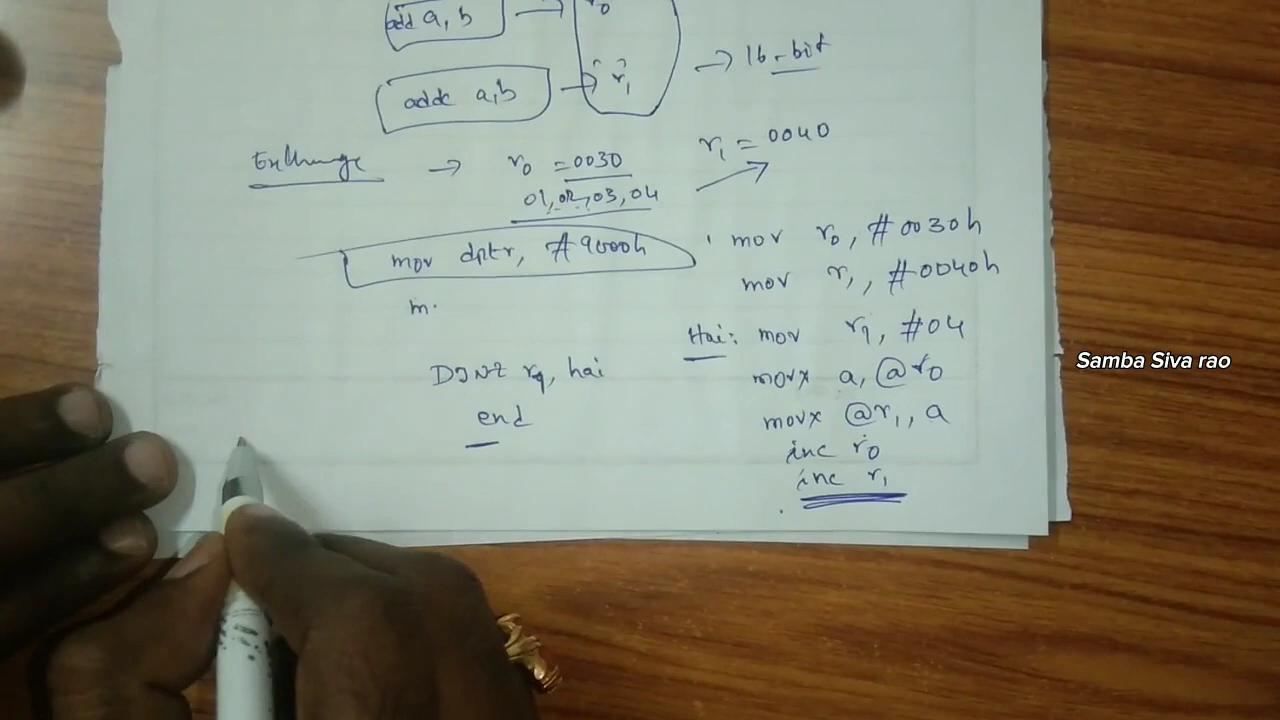 add a, b → r0
addc a,b → r1 → 16-bit
Exchange → r0 = 0030 r1 = 0040
01,02,03,04
mov dptr, #9000h
m.
DJNZ r9, hai
end
mov r0, #0030h
mov r1, #0040h
Hai: mov r9, #04
movx a, @r0
movx @r1, a
inc r0
inc r1
Samba Siva rao